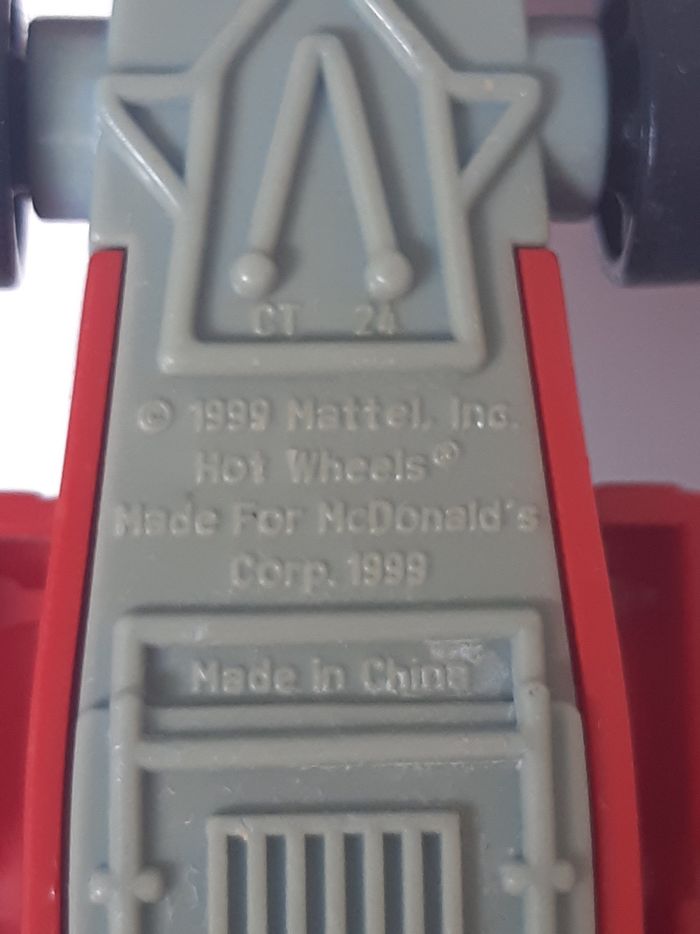 CT 24
© 1999 Mattel, Inc.
Hot Wheels®
Made For McDonald's
Corp. 1999
Made in China